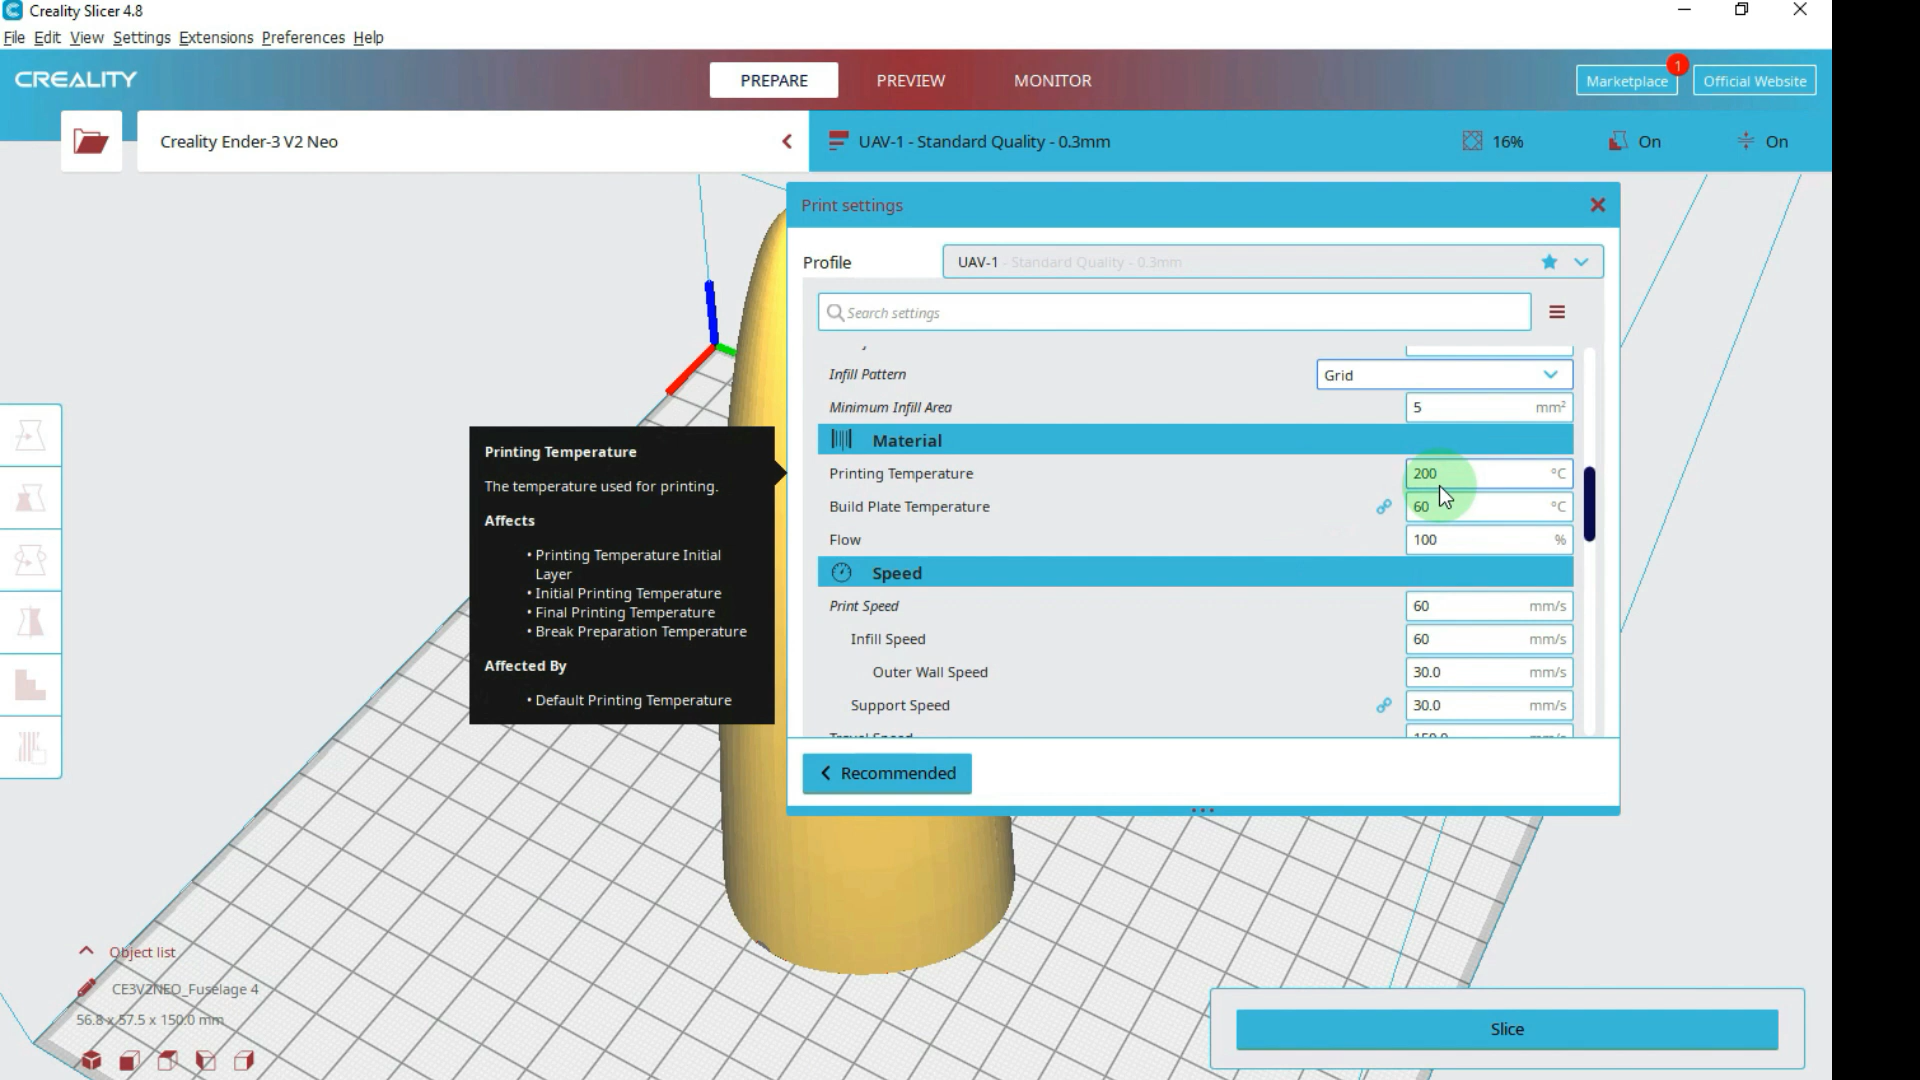 Creality Slicer 4.8
File Edit View Settings Extensions Preferences Help
CREALITY
PREPARE
PREVIEW
MONITOR
Marketplace
1
Official Website
Creality Ender-3 V2 Neo
UAV-1 - Standard Quality - 0.3mm
16%
On
On
Print settings
Profile
UAV-1 - Standard Quality - 0.3mm
Search settings
Infill Pattern
Grid
Minimum Infill Area
5 mm²
Material
Printing Temperature
200 °C
Build Plate Temperature
60 °C
Flow
100 %
Speed
Print Speed
60 mm/s
Infill Speed
60 mm/s
Outer Wall Speed
30.0 mm/s
Support Speed
30.0 mm/s
Travel Speed
150.0 mm/s
Recommended
Printing Temperature
The temperature used for printing.
Affects
• Printing Temperature Initial
Layer
• Initial Printing Temperature
• Final Printing Temperature
• Break Preparation Temperature
Affected By
• Default Printing Temperature
Object list
CE3V2NEO_Fuselage 4
56.8 x 57.5 x 150.0 mm
Slice